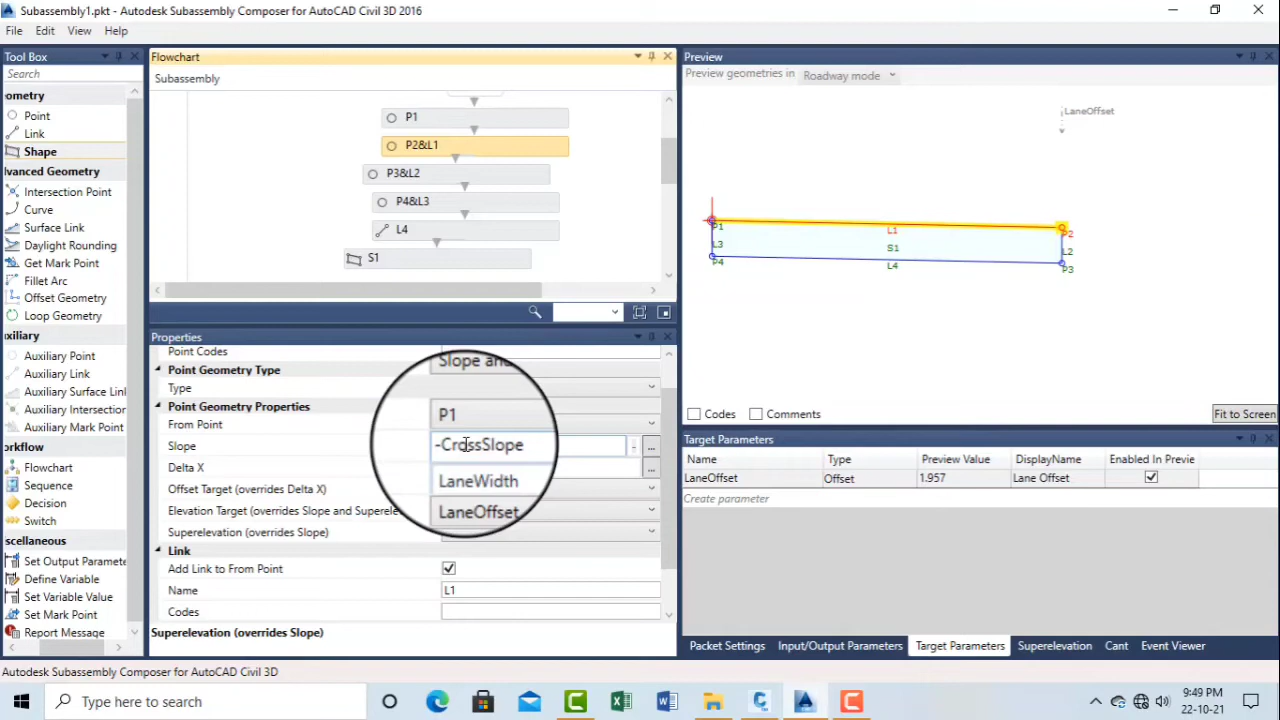 Subassembly1.pkt - Autodesk Subassembly Composer for AutoCAD Civil 3D 2016
File Edit View Help
Tool Box
Search
ometry
Point
Link
Shape
dvanced Geometry
Intersection Point
Curve
Surface Link
Daylight Rounding
Get Mark Point
Fillet Arc
Offset Geometry
Loop Geometry
uxiliary
Auxiliary Point
Auxiliary Link
Auxiliary Surface Link
Auxiliary Intersection
Auxiliary Mark Point
orkflow
Flowchart
Sequence
Decision
Switch
scellaneous
Set Output Paramete
Define Variable
Set Variable Value
Set Mark Point
Report Message
Flowchart
Subassembly
P1
P2&L1
P3&L2
P4&L3
L4
S1
Properties
Point Codes
Point Geometry Type
Type
Slope and
Point Geometry Properties
From Point P1
Slope -CrossSlope ...
Delta X LaneWidth ...
Offset Target (overrides Delta X) LaneOffset
Elevation Target (overrides Slope and Superele
Superelevation (overrides Slope)
Link
Add Link to From Point
Name L1
Codes
Superelevation (overrides Slope)
Preview
Preview geometries in Roadway mode
LaneOffset
P1 L1 P2
L3 S1 L2
P4 L4 P3
Codes Comments Fit to Screen
Target Parameters
Name Type Preview Value DisplayName Enabled In Previe
LaneOffset Offset 1.957 Lane Offset
Create parameter
Packet Settings Input/Output Parameters Target Parameters Superelevation Cant Event Viewer
Autodesk Subassembly Composer for AutoCAD Civil 3D
Type here to search
9:49 PM
22-10-21